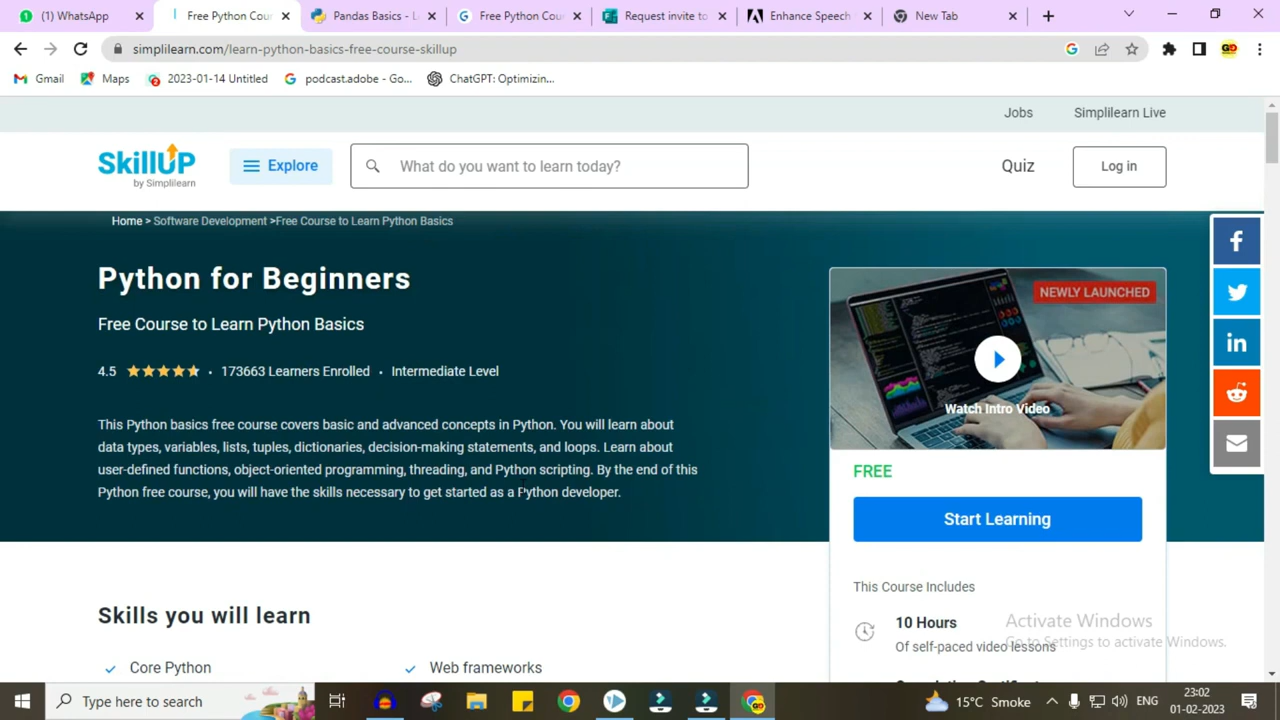 (1) WhatsApp
Free Python Cou
Pandas Basics - L
Free Python Cou
Request invite to
Enhance Speech
New Tab
simplilearn.com/learn-python-basics-free-course-skillup
Gmail
Maps
2023-01-14 Untitled
podcast.adobe - Go...
ChatGPT: Optimizin...
Jobs
Simplilearn Live
SkillUP
by Simplilearn
Explore
What do you want to learn today?
Quiz
Log in
Home > Software Development >Free Course to Learn Python Basics
Python for Beginners
Free Course to Learn Python Basics
4.5 • 173663 Learners Enrolled • Intermediate Level
This Python basics free course covers basic and advanced concepts in Python. You will learn about
data types, variables, lists, tuples, dictionaries, decision-making statements, and loops. Learn about
user-defined functions, object-oriented programming, threading, and Python scripting. By the end of this
Python free course, you will have the skills necessary to get started as a Python developer.
NEWLY LAUNCHED
Watch Intro Video
FREE
Start Learning
This Course Includes
10 Hours
Of self-paced video lessons
Skills you will learn
Core Python
Web frameworks
Activate Windows
Go to Settings to activate Windows.
Type here to search
15°C Smoke
ENG
23:02
01-02-2023